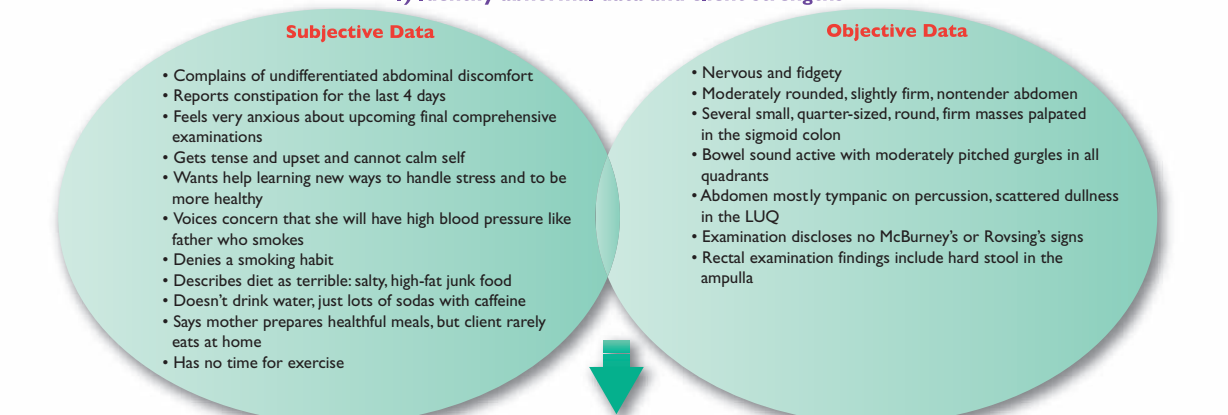 1) Identify abnormal data and client strengths
Subjective Data
• Complains of undifferentiated abdominal discomfort
• Reports constipation for the last 4 days
• Feels very anxious about upcoming final comprehensive
examinations
• Gets tense and upset and cannot calm self
• Wants help learning new ways to handle stress and to be
more healthy
• Voices concern that she will have high blood pressure like
father who smokes
• Denies a smoking habit
• Describes diet as terrible: salty, high-fat junk food
• Doesn't drink water, just lots of sodas with caffeine
• Says mother prepares healthful meals, but client rarely
eats at home
• Has no time for exercise
Objective Data
• Nervous and fidgety
• Moderately rounded, slightly firm, nontender abdomen
• Several small, quarter-sized, round, firm masses palpated
in the sigmoid colon
• Bowel sound active with moderately pitched gurgles in all
quadrants
• Abdomen mostly tympanic on percussion, scattered dullness
in the LUQ
• Examination discloses no McBurney's or Rovsing's signs
• Rectal examination findings include hard stool in the
ampulla